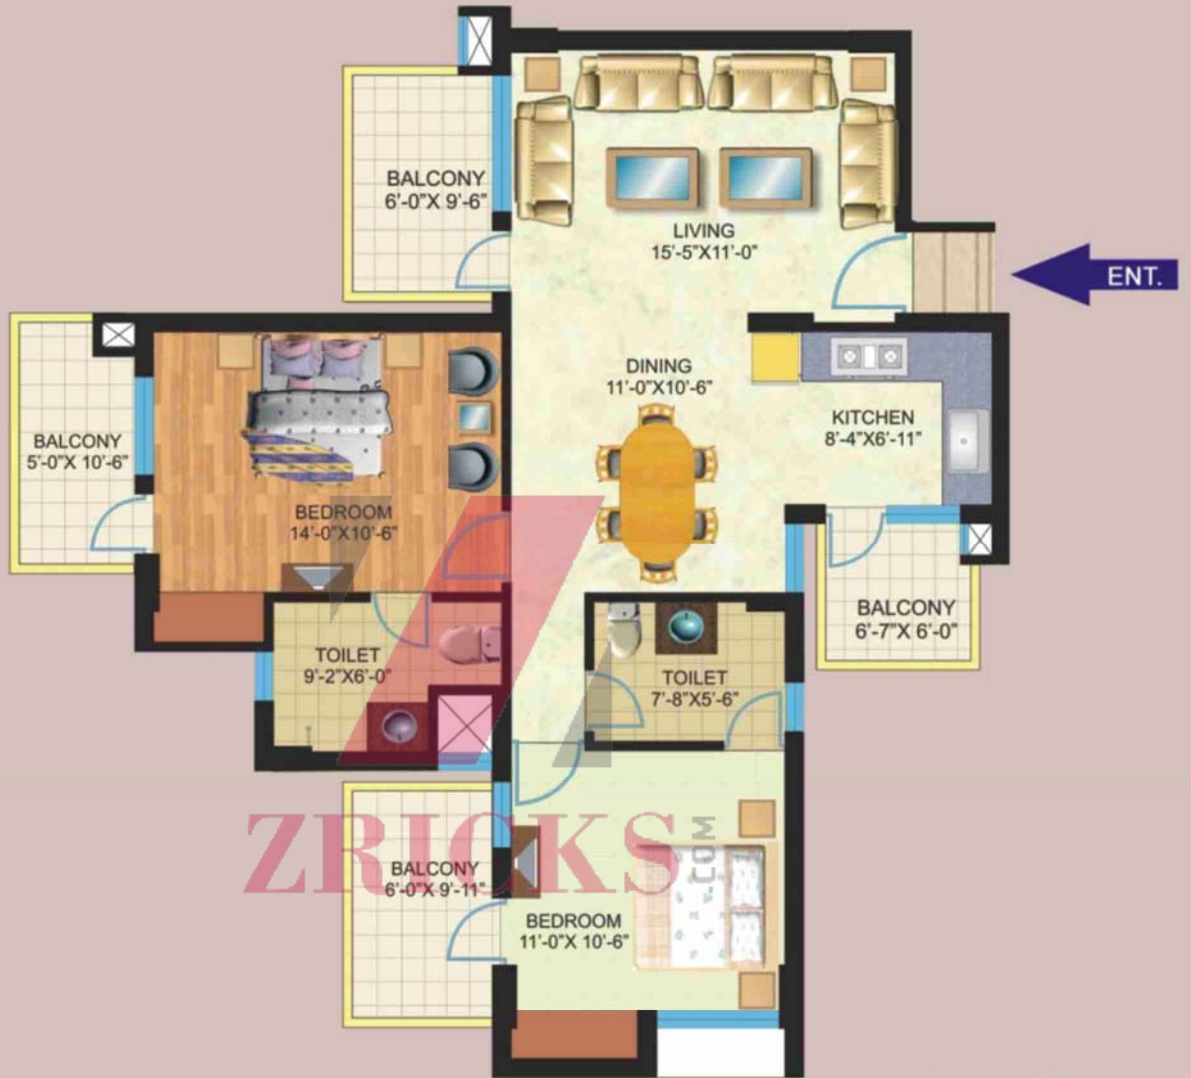 BALCONY
6'-0"X 9'-6"
LIVING
15'-5"X11'-0"
ENT.
DINING
11'-0"X10'-6"
KITCHEN
8'-4"X6'-11"
BALCONY
5'-0"X 10'-6"
BEDROOM
14'-0"X10'-6"
BALCONY
6'-7"X 6'-0"
TOILET
9'-2"X6'-0"
TOILET
7'-8"X5'-6"
ZRICKS.COM
BALCONY
6'-0"X 9'-11"
BEDROOM
11'-0"X 10'-6"